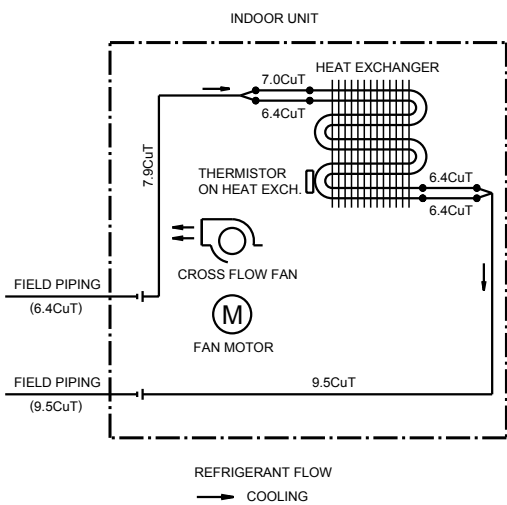 INDOOR UNIT
HEAT EXCHANGER
7.0CuT
6.4CuT
7.9CuT
THERMISTOR
ON HEAT EXCH.
6.4CuT
6.4CuT
CROSS FLOW FAN
FIELD PIPING
(6.4CuT)
M
FAN MOTOR
FIELD PIPING
(9.5CuT)
9.5CuT
REFRIGERANT FLOW
COOLING